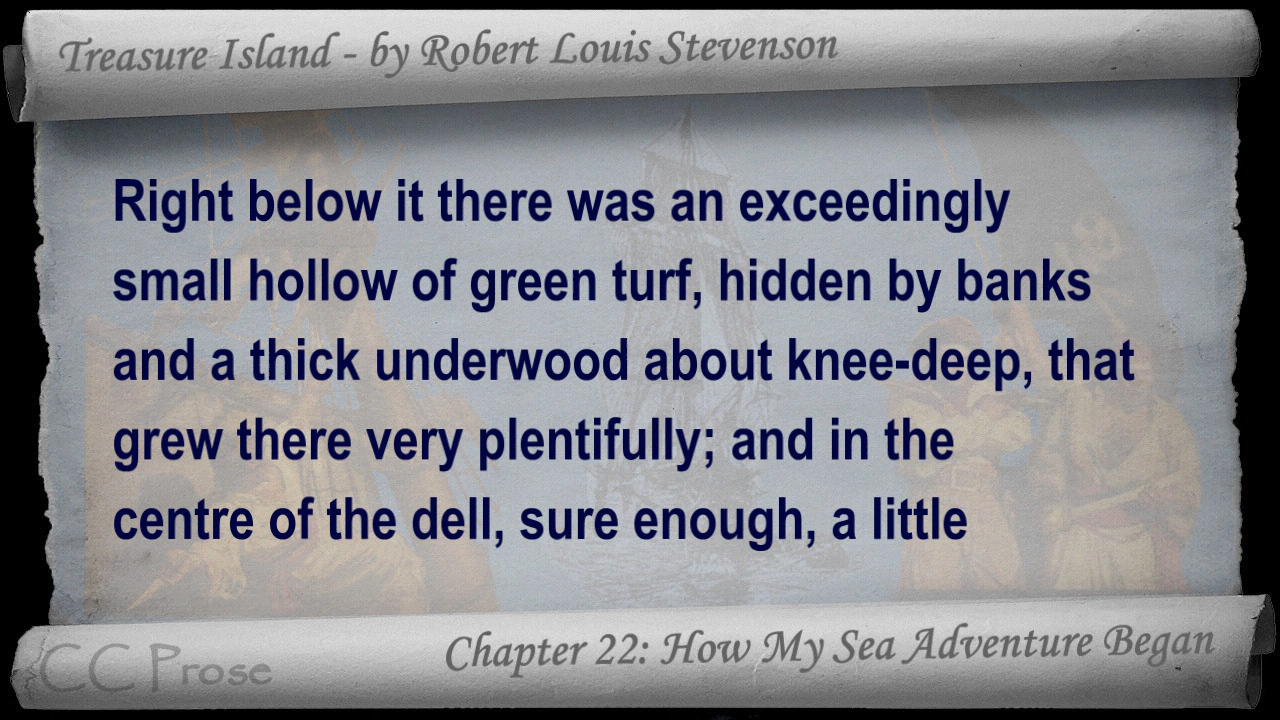 Treasure Island - by Robert Louis Stevenson
Right below it there was an exceedingly
small hollow of green turf, hidden by banks
and a thick underwood about knee-deep, that
grew there very plentifully; and in the
centre of the dell, sure enough, a little
Chapter 22: How My Sea Adventure Began
CC Prose